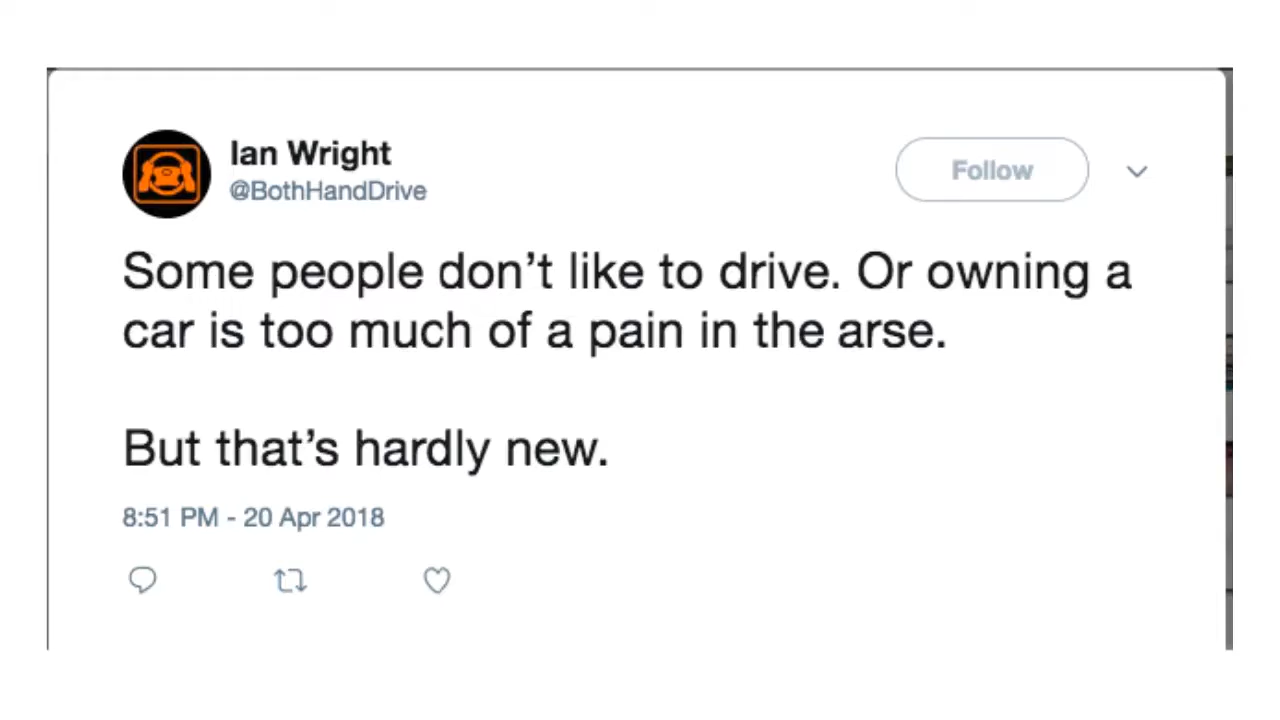 Ian Wright
@BothHandDrive
Follow
Some people don’t like to drive. Or owning a
car is too much of a pain in the arse.
But that’s hardly new.
8:51 PM - 20 Apr 2018